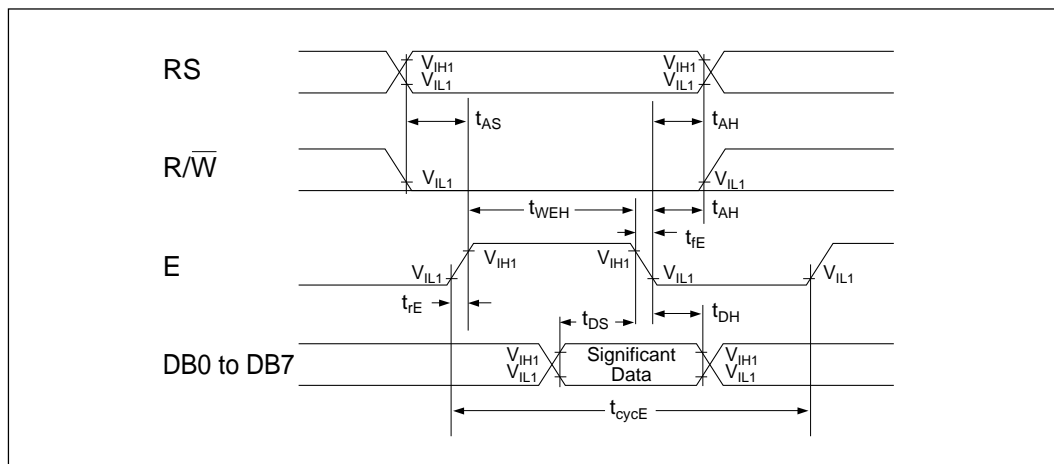 RS
VIH1
VIL1
VIH1
VIL1
tAS
tAH
R/W̅
VIL1
VIL1
tWEH
tAH
tfE
E
VIL1
VIH1
VIH1
VIL1
VIL1
trE
tDS
tDH
DB0 to DB7
VIH1
VIL1
Significant
Data
VIH1
VIL1
tcycE